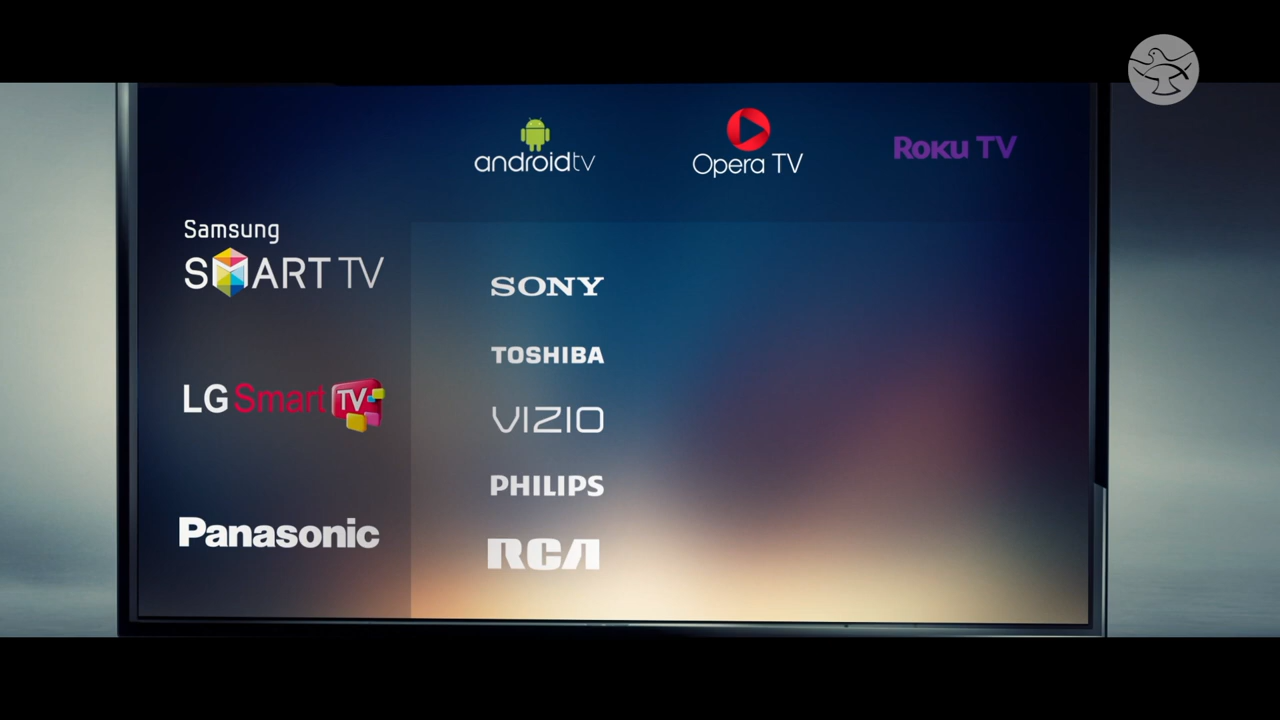 androidtv
Opera TV
Roku TV
Samsung
SMART TV
LG Smart TV
Panasonic
SONY
TOSHIBA
VIZIO
PHILIPS
RCA